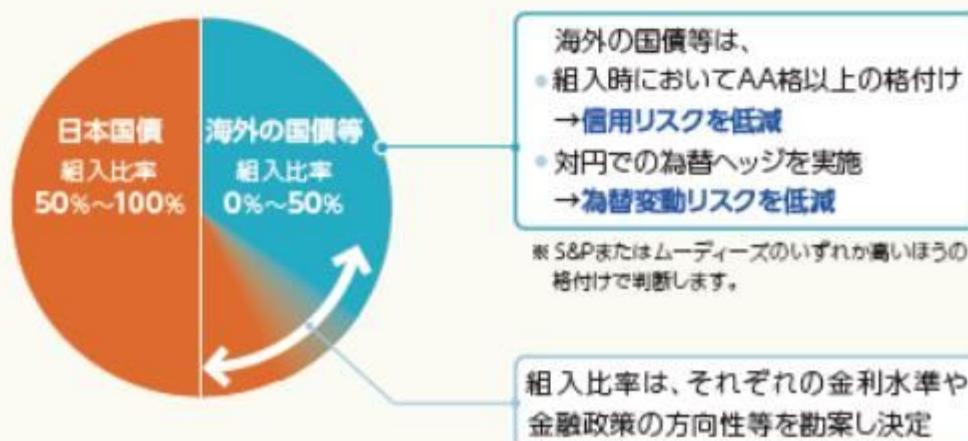 日本国債
組入比率
50%~100%
海外の国債等
組入比率
0%~50%
海外の国債等は、
●組入時においてAA格以上の格付け
→信用リスクを低減
●対円での為替ヘッジを実施
→為替変動リスクを低減
※S&Pまたはムーディーズのいずれか高いほうの
格付けで判断します。
組入比率は、それぞれの金利水準や
金融政策の方向性等を勘案し決定